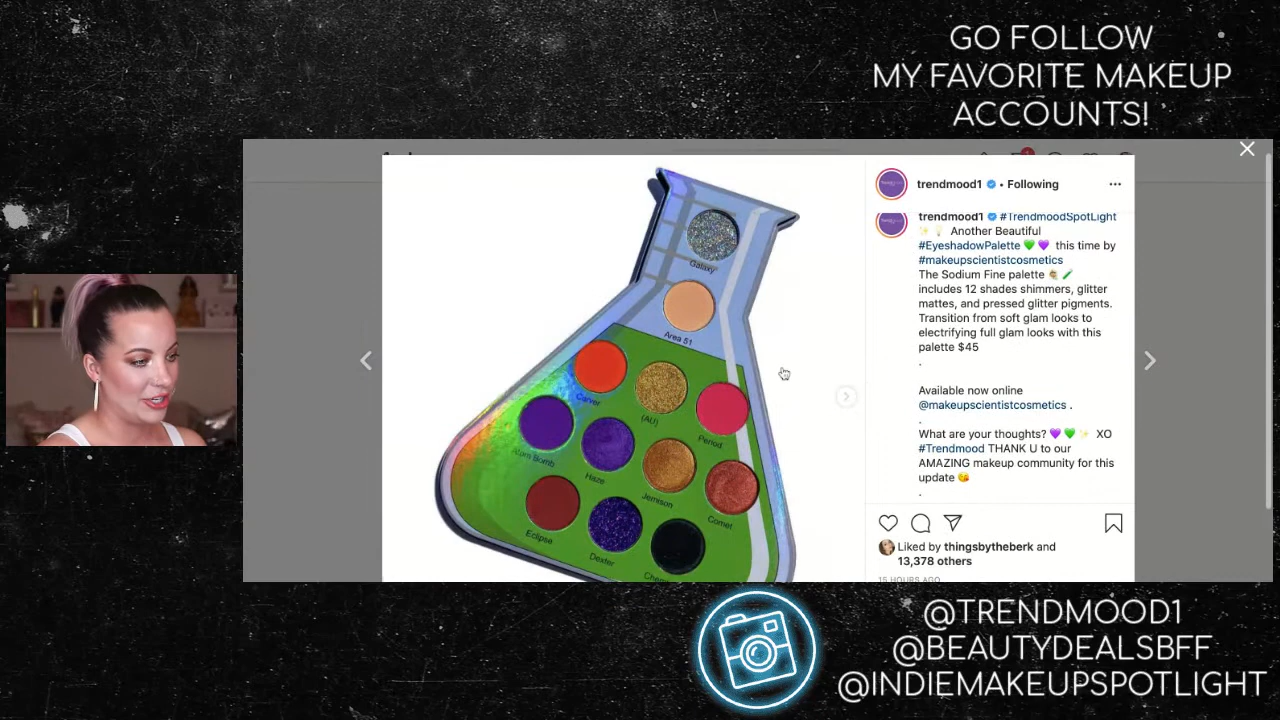 GO FOLLOW
MY FAVORITE MAKEUP
ACCOUNTS!
trendmood1 • Following
trendmood1 #TrendmoodSpotLight
Another Beautiful
#EyeshadowPalette 💚 💜 this time by
#makeupscientistcosmetics
The Sodium Fine palette
includes 12 shades shimmers, glitter
mattes, and pressed glitter pigments.
Transition from soft glam looks to
electrifying full glam looks with this
palette $45
.
Available now online
@makeupscientistcosmetics .
.
What are your thoughts? 💜 💚 ✨ XO
#Trendmood THANK U to our
AMAZING makeup community for this
update 😘
.
Liked by thingsbytheberk and
13,378 others
15 HOURS AGO
Galaxy
Area 51
Carver
(AU)
Period
Atom Bomb
Haze
Jemison
Comet
Eclipse
Dexter
@TRENDMOOD1
@BEAUTYDEALSBFF
@INDIEMAKEUPSPOTLIGHT